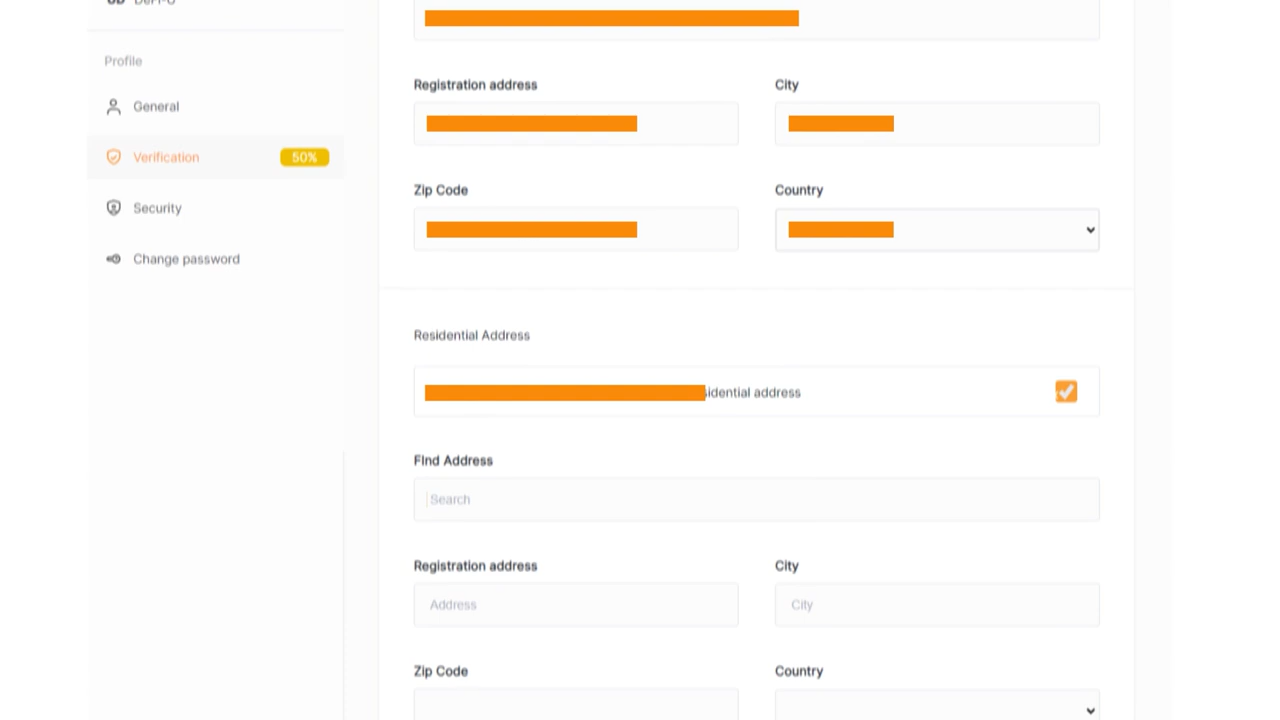 Profile
General
Verification 50%
Security
Change password
Registration address City
Zip Code Country
Residential Address
address
FInd Address
Search
Registration address City
Address City
Zip Code Country